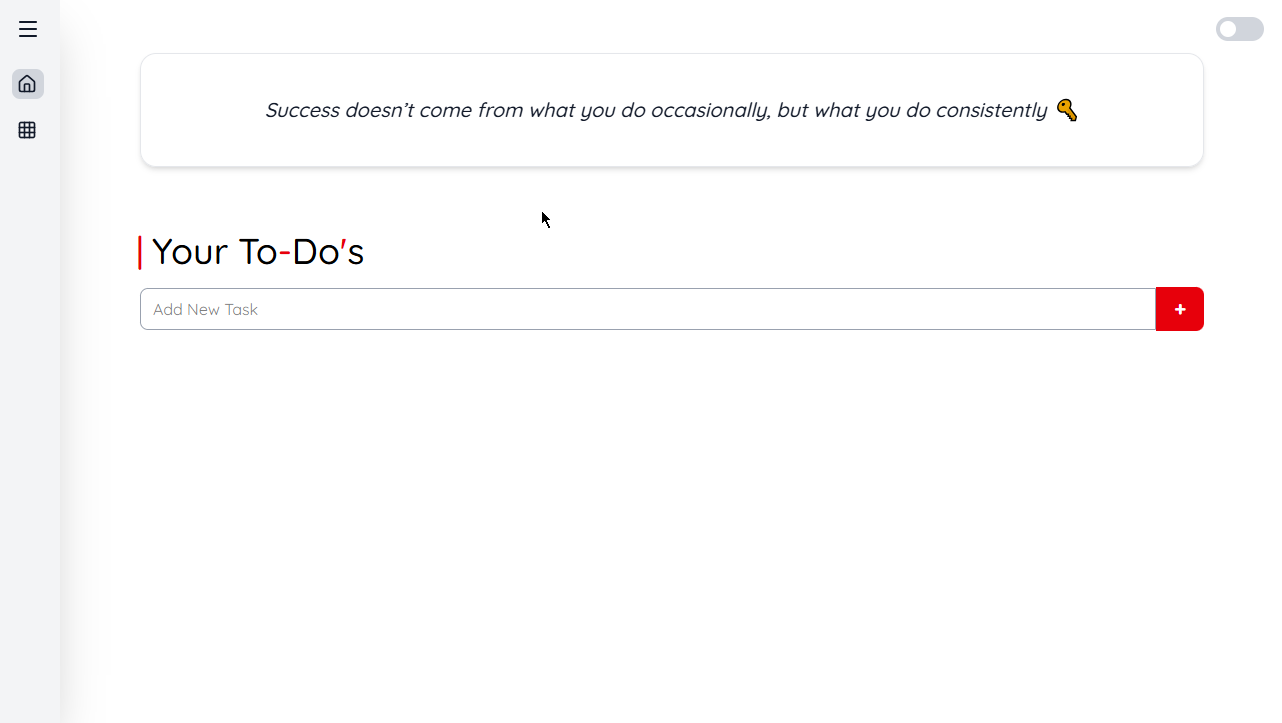 Success doesn’t come from what you do occasionally, but what you do consistently 🔑
Your To-Do's
Add New Task
+